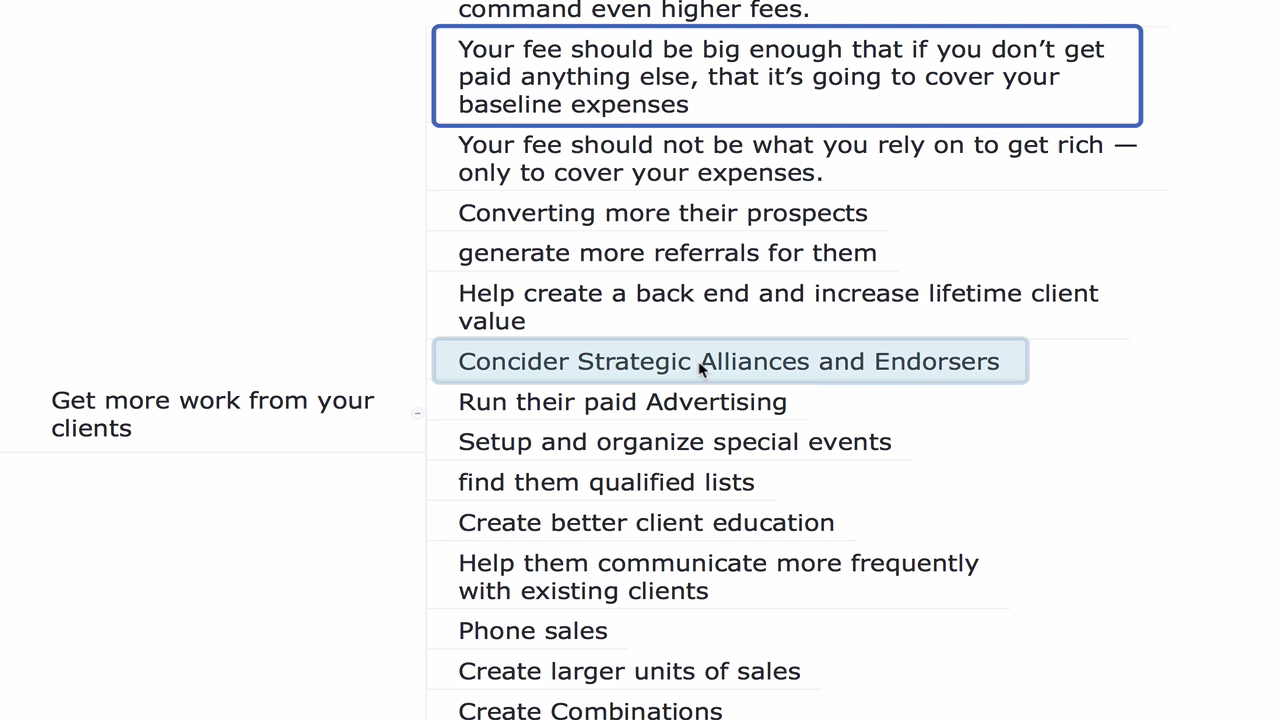 command even higher fees.
Your fee should be big enough that if you don’t get
paid anything else, that it’s going to cover your
baseline expenses
Your fee should not be what you rely on to get rich —
only to cover your expenses.
Converting more their prospects
generate more referrals for them
Help create a back end and increase lifetime client
value
Concider Strategic Alliances and Endorsers
Get more work from your
clients
Run their paid Advertising
Setup and organize special events
find them qualified lists
Create better client education
Help them communicate more frequently
with existing clients
Phone sales
Create larger units of sales
Create Combinations